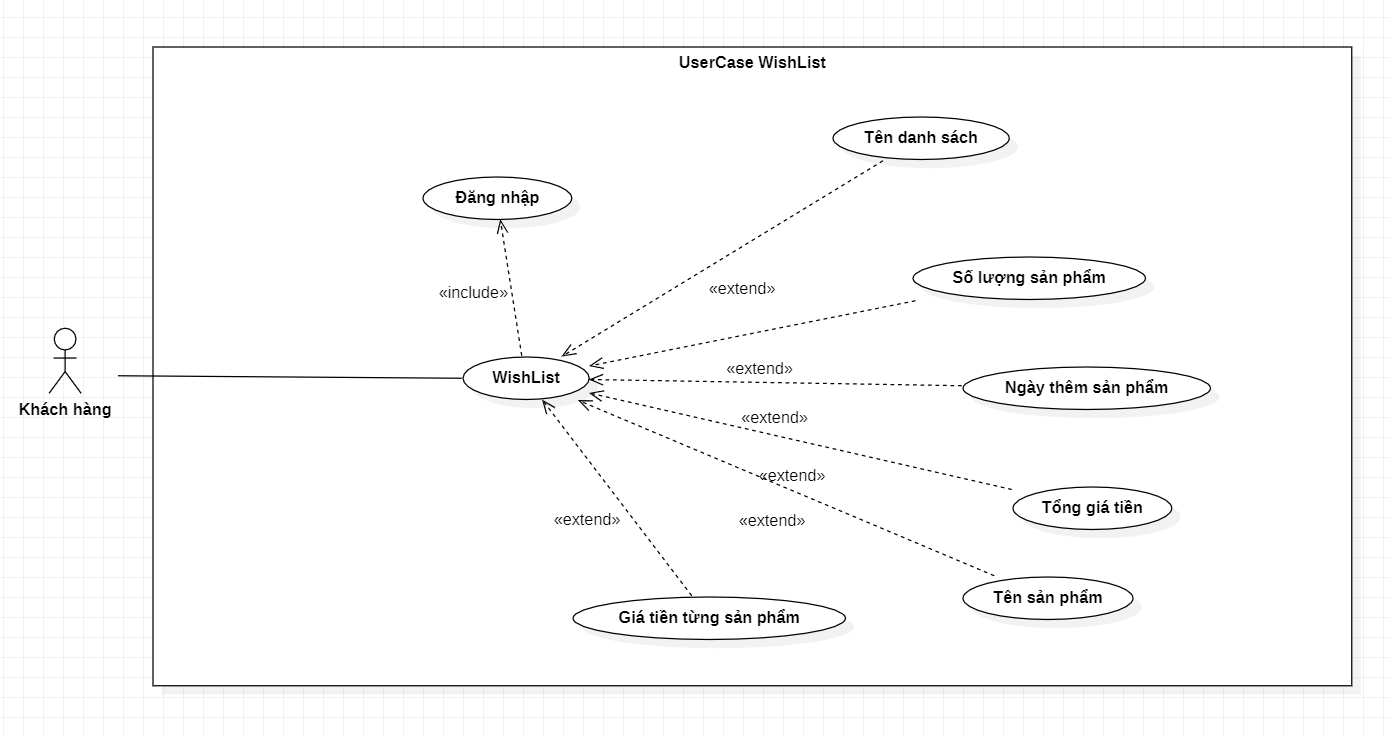 UserCase WishList
Tên danh sách
Đăng nhập
Số lượng sản phẩm
«include»
«extend»
WishList
«extend»
Ngày thêm sản phẩm
Khách hàng
«extend»
«extend»
Tổng giá tiền
«extend»
«extend»
Tên sản phẩm
Giá tiền từng sản phẩm